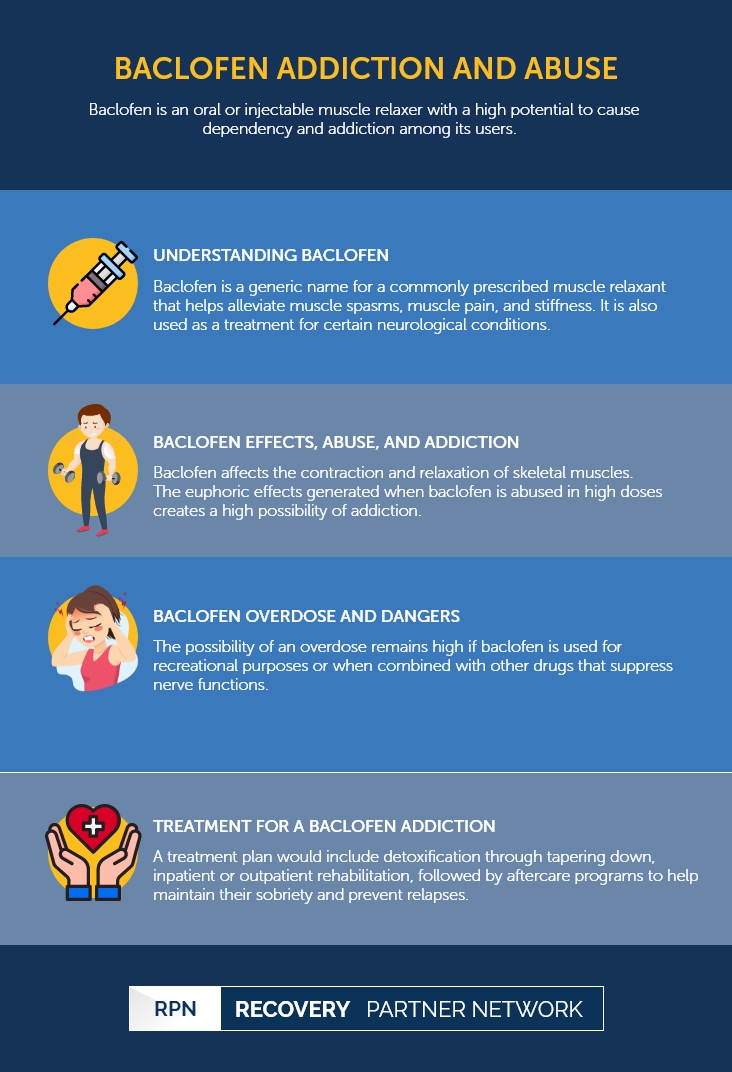 BACLOFEN ADDICTION AND ABUSE
Baclofen is an oral or injectable muscle relaxer with a high potential to cause
dependency and addiction among its users.
UNDERSTANDING BACLOFEN
Baclofen is a generic name for a commonly prescribed muscle relaxant
that helps alleviate muscle spasms, muscle pain, and stiffness. It is also
used as a treatment for certain neurological conditions.
BACLOFEN EFFECTS, ABUSE, AND ADDICTION
Baclofen affects the contraction and relaxation of skeletal muscles.
The euphoric effects generated when baclofen is abused in high doses
creates a high possibility of addiction.
BACLOFEN OVERDOSE AND DANGERS
The possibility of an overdose remains high if baclofen is used for
recreational purposes or when combined with other drugs that suppress
nerve functions.
TREATMENT FOR A BACLOFEN ADDICTION
A treatment plan would include detoxification through tapering down,
inpatient or outpatient rehabilitation, followed by aftercare programs to help
maintain their sobriety and prevent relapses.
RPN RECOVERY PARTNER NETWORK